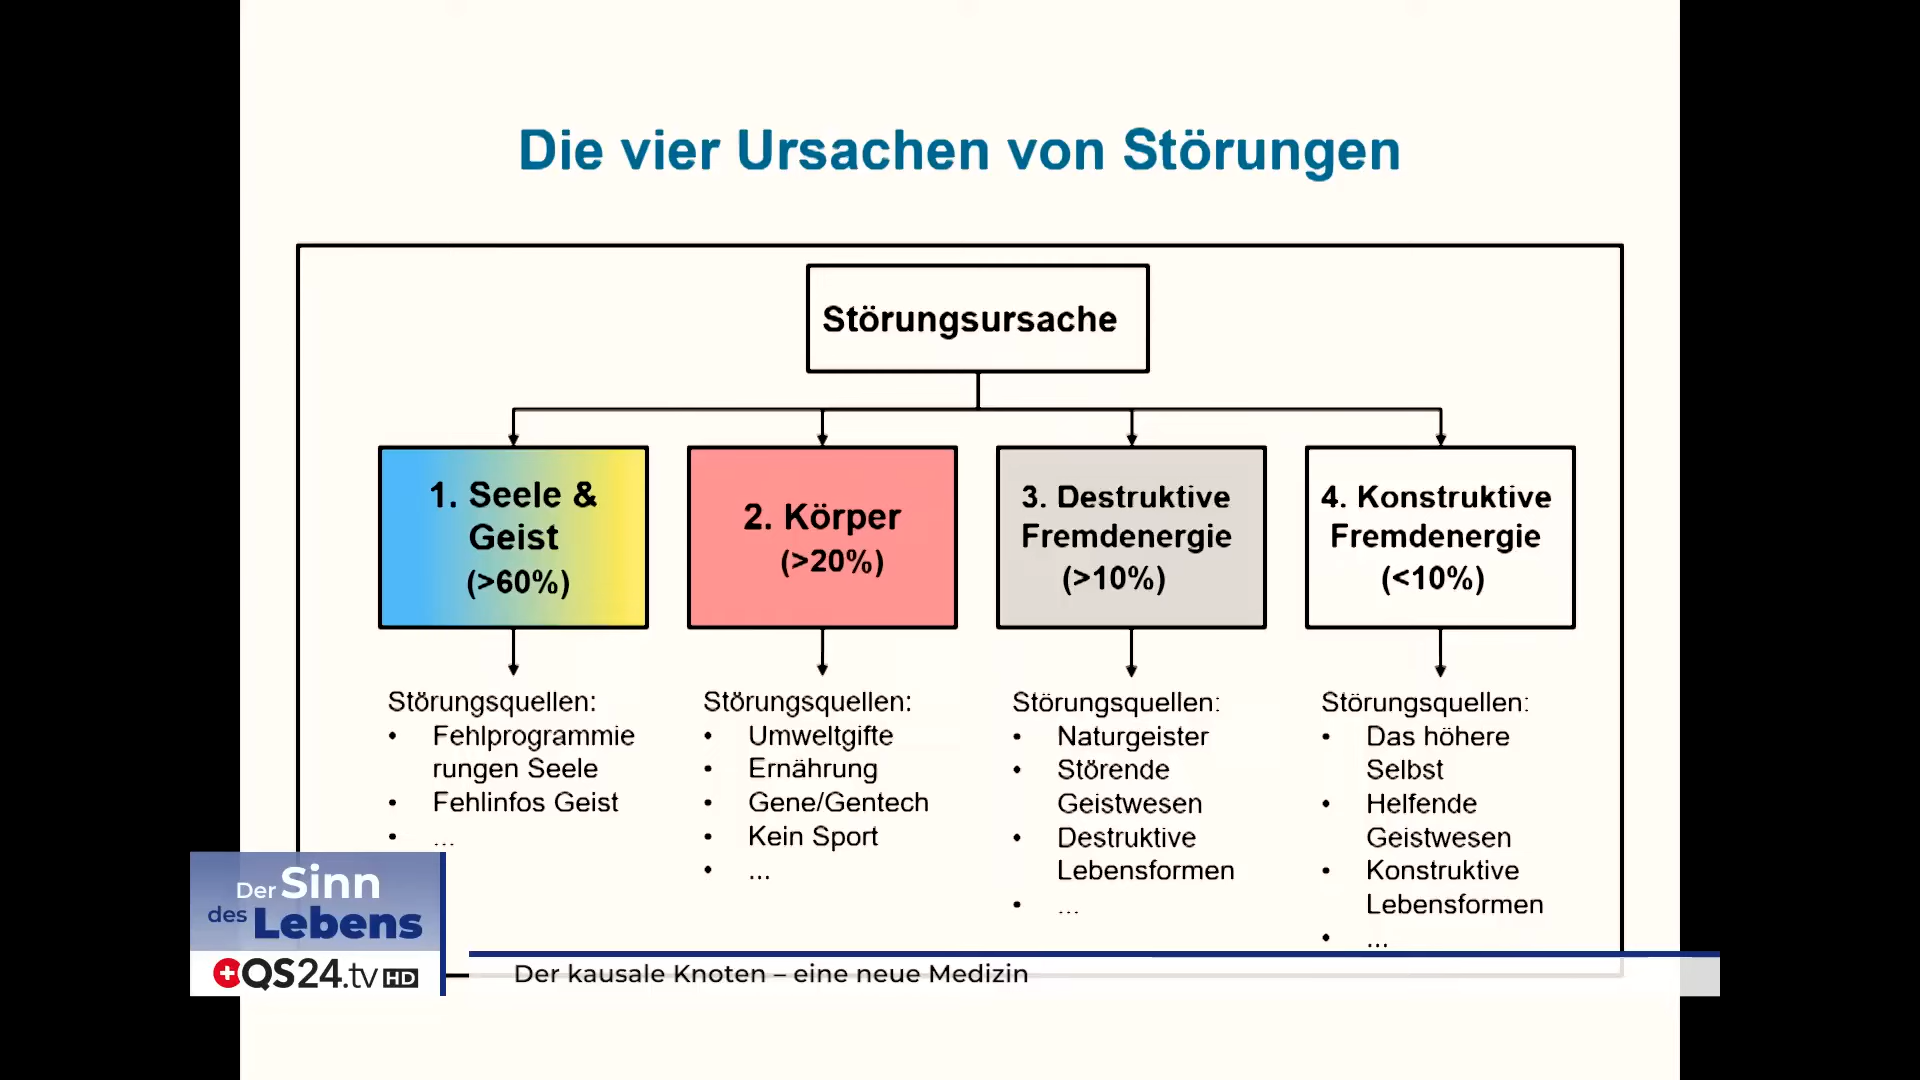 Die vier Ursachen von Störungen
Störungsursache
1. Seele &
Geist
(>60%)
2. Körper
(>20%)
3. Destruktive
Fremdenergie
(>10%)
4. Konstruktive
Fremdenergie
(<10%)
Störungsquellen:
• Fehlprogrammie
rungen Seele
• Fehlinfos Geist
• ...
Störungsquellen:
• Umweltgifte
• Ernährung
• Gene/Gentech
• Kein Sport
• ...
Störungsquellen:
• Naturgeister
• Störende
Geistwesen
• Destruktive
Lebensformen
• ...
Störungsquellen:
• Das höhere
Selbst
• Helfende
Geistwesen
• Konstruktive
Lebensformen
• ...
Der Sinn
des Lebens
QS24.tv HD
Der kausale Knoten – eine neue Medizin